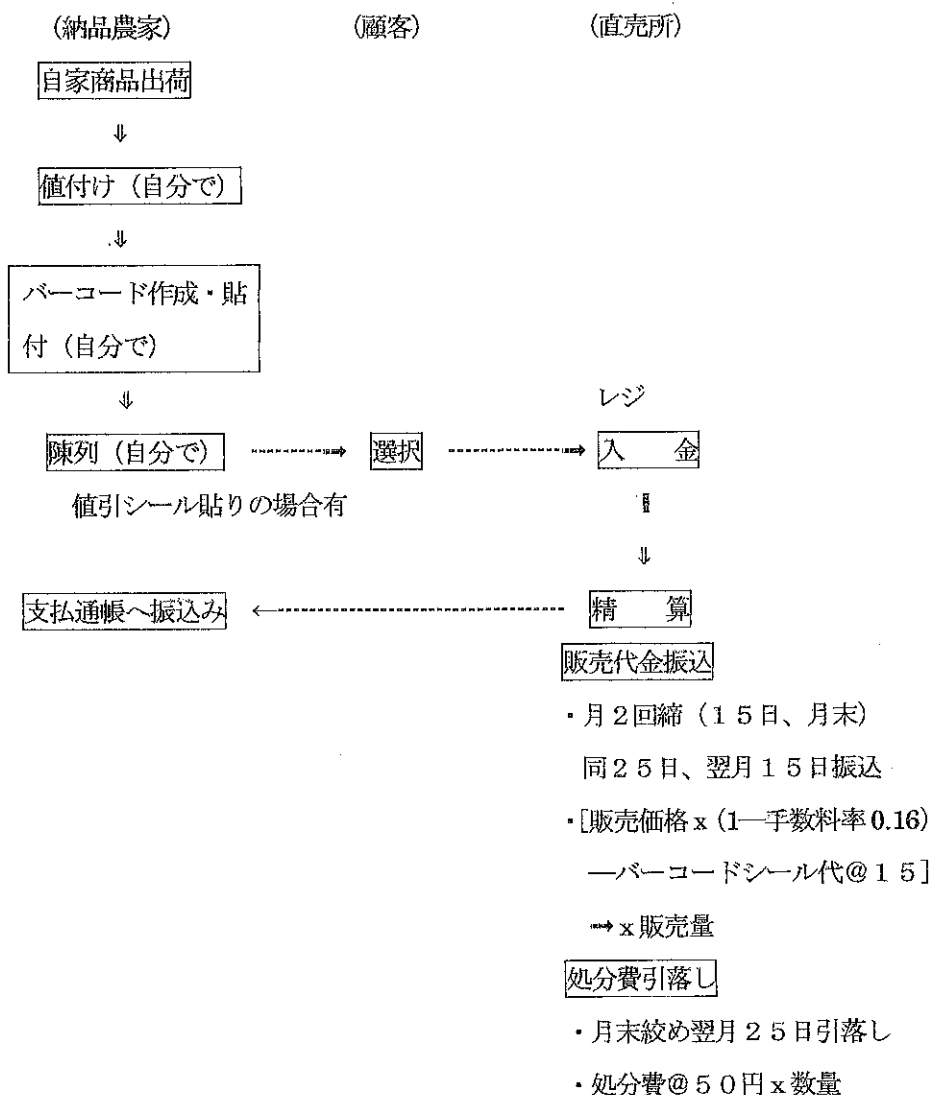 (納品農家) (顧客) (直売所)
自家商品出荷
⇓
値付け（自分で）
⇓
バーコード作成・貼
付（自分で）
⇓
レジ
陳列（自分で） 選択 入　　金
値引シール貼りの場合有
⇓
支払通帳へ振込み ← 精　　算
販売代金振込
・月２回締（１５日、月末）
同２５日、翌月１５日振込
・[販売価格ｘ（1―手数料率0.16）
―バーコードシール代@１５]
→ｘ販売量
処分費引落し
・月末絞め翌月２５日引落し
・処分費@５０円ｘ数量